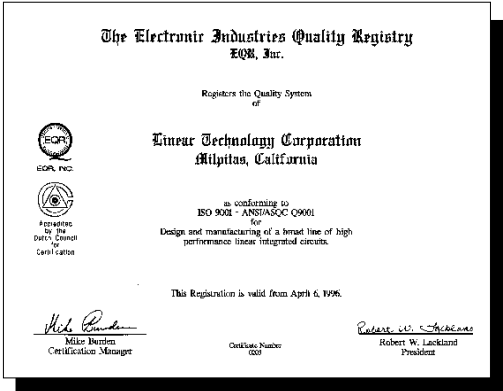 The Electronic Industries Quality Registry
EQR, Inc.
Registers the Quality System
of
EQR
EQR, INC.
Linear Technology Corporation
Milpitas, California
Accredited
by the
Dutch Council
for
Certification
as conforming to
ISO 9001 - ANSI/ASQC Q9001
for
Design and manufacturing of a broad line of high
performance linear integrated circuits.
This Registration is valid from April 6, 1996.
Mike Burden
Mike Burden
Certification Manager
Certificate Number
Robert W. Lackland
Robert W. Lackland
President